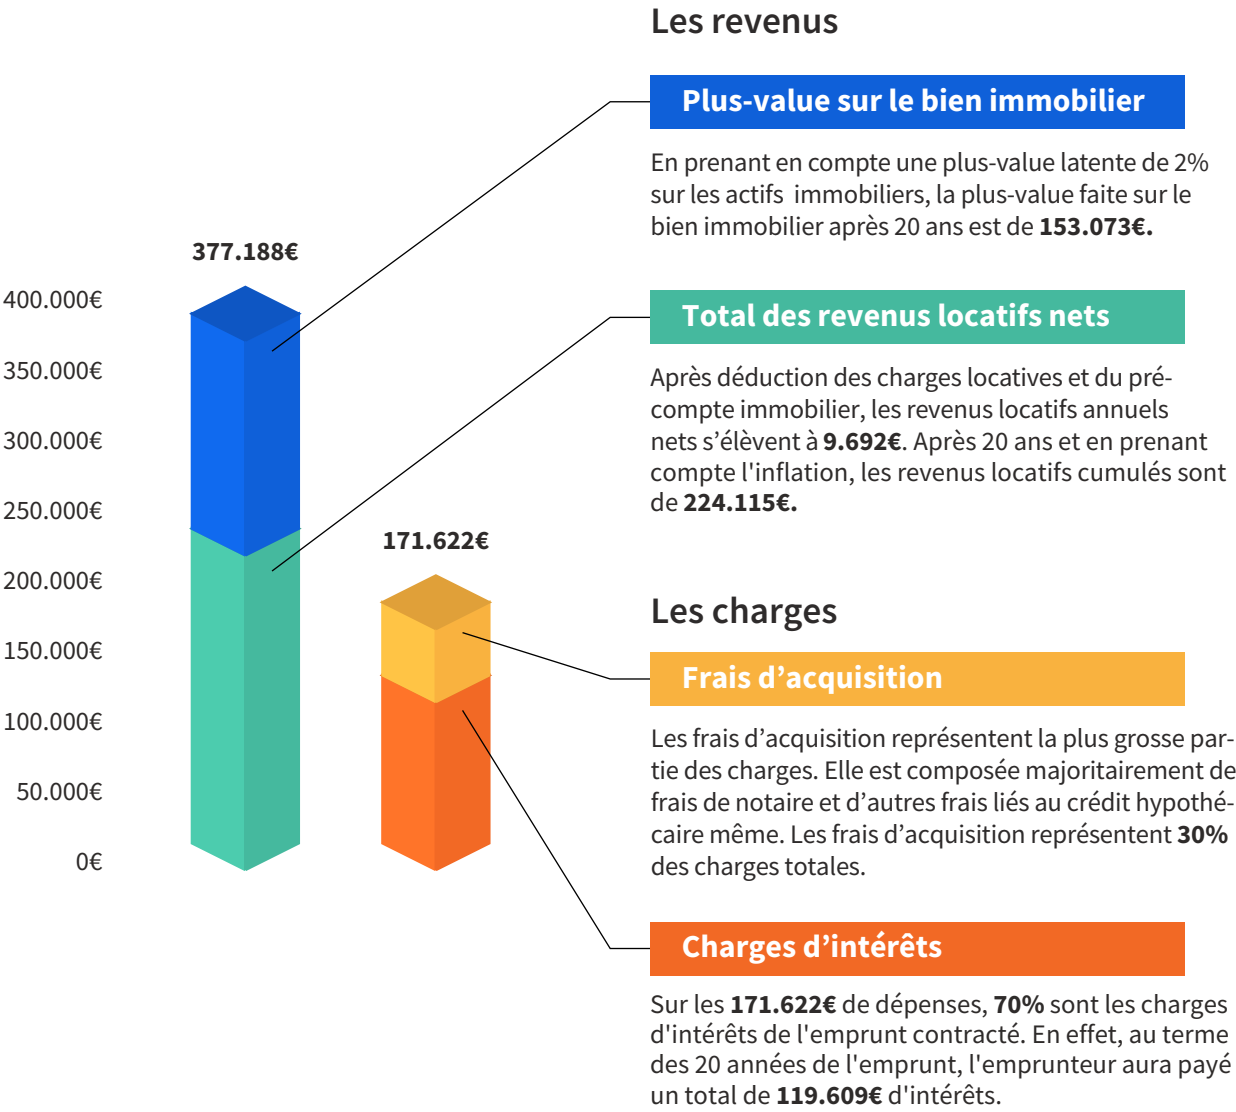 Les revenus
Plus-value sur le bien immobilier
En prenant en compte une plus-value latente de 2%
sur les actifs  immobiliers, la plus-value faite sur le
bien immobilier après 20 ans est de 153.073€.
377.188€
400.000€
350.000€
300.000€
250.000€
200.000€
150.000€
100.000€
50.000€
0€
Total des revenus locatifs nets
Après déduction des charges locatives et du pré-
compte immobilier, les revenus locatifs annuels
nets s’élèvent à 9.692€. Après 20 ans et en prenant
compte l'inflation, les revenus locatifs cumulés sont
de 224.115€.
171.622€
Les charges
Frais d’acquisition
Les frais d’acquisition représentent la plus grosse par-
tie des charges. Elle est composée majoritairement de
frais de notaire et d’autres frais liés au crédit hypothé-
caire même. Les frais d’acquisition représentent 30%
des charges totales.
Charges d’intérêts
Sur les 171.622€ de dépenses, 70% sont les charges
d'intérêts de l'emprunt contracté. En effet, au terme
des 20 années de l'emprunt, l'emprunteur aura payé
un total de 119.609€ d'intérêts.